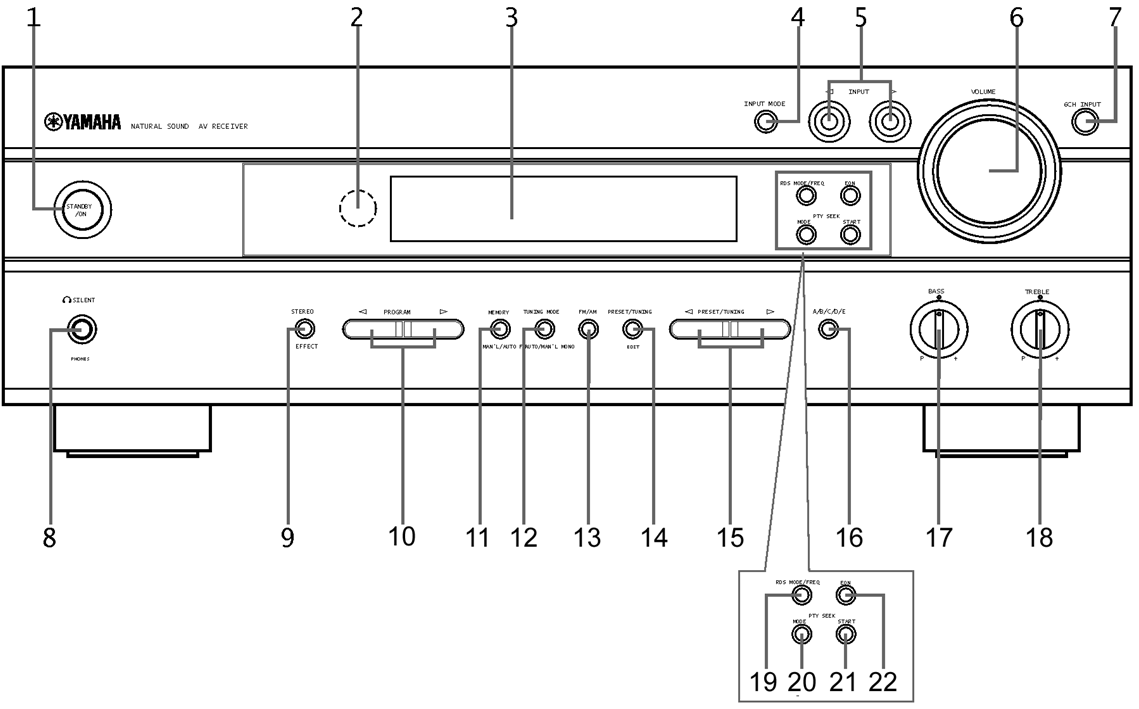 1 2 3 4 5 6 7
INPUT MODE
INPUT
VOLUME
6CH INPUT
YAMAHA NATURAL SOUND AV RECEIVER
STANDBY
/ON
RDS MODE/FREQ EON
PTY SEEK
MODE START
SILENT
PHONES
STEREO
EFFECT
PROGRAM
MEMORY
MAN'L/AUTO FM
TUNING MODE
AUTO/MAN'L MONO
FM/AM
PRESET/TUNING
EDIT
PRESET/TUNING
A/B/C/D/E
BASS
- +
TREBLE
- +
8 9 10 11 12 13 14 15 16 17 18
RDS MODE/FREQ EON
PTY SEEK
MODE START
19 20 21 22